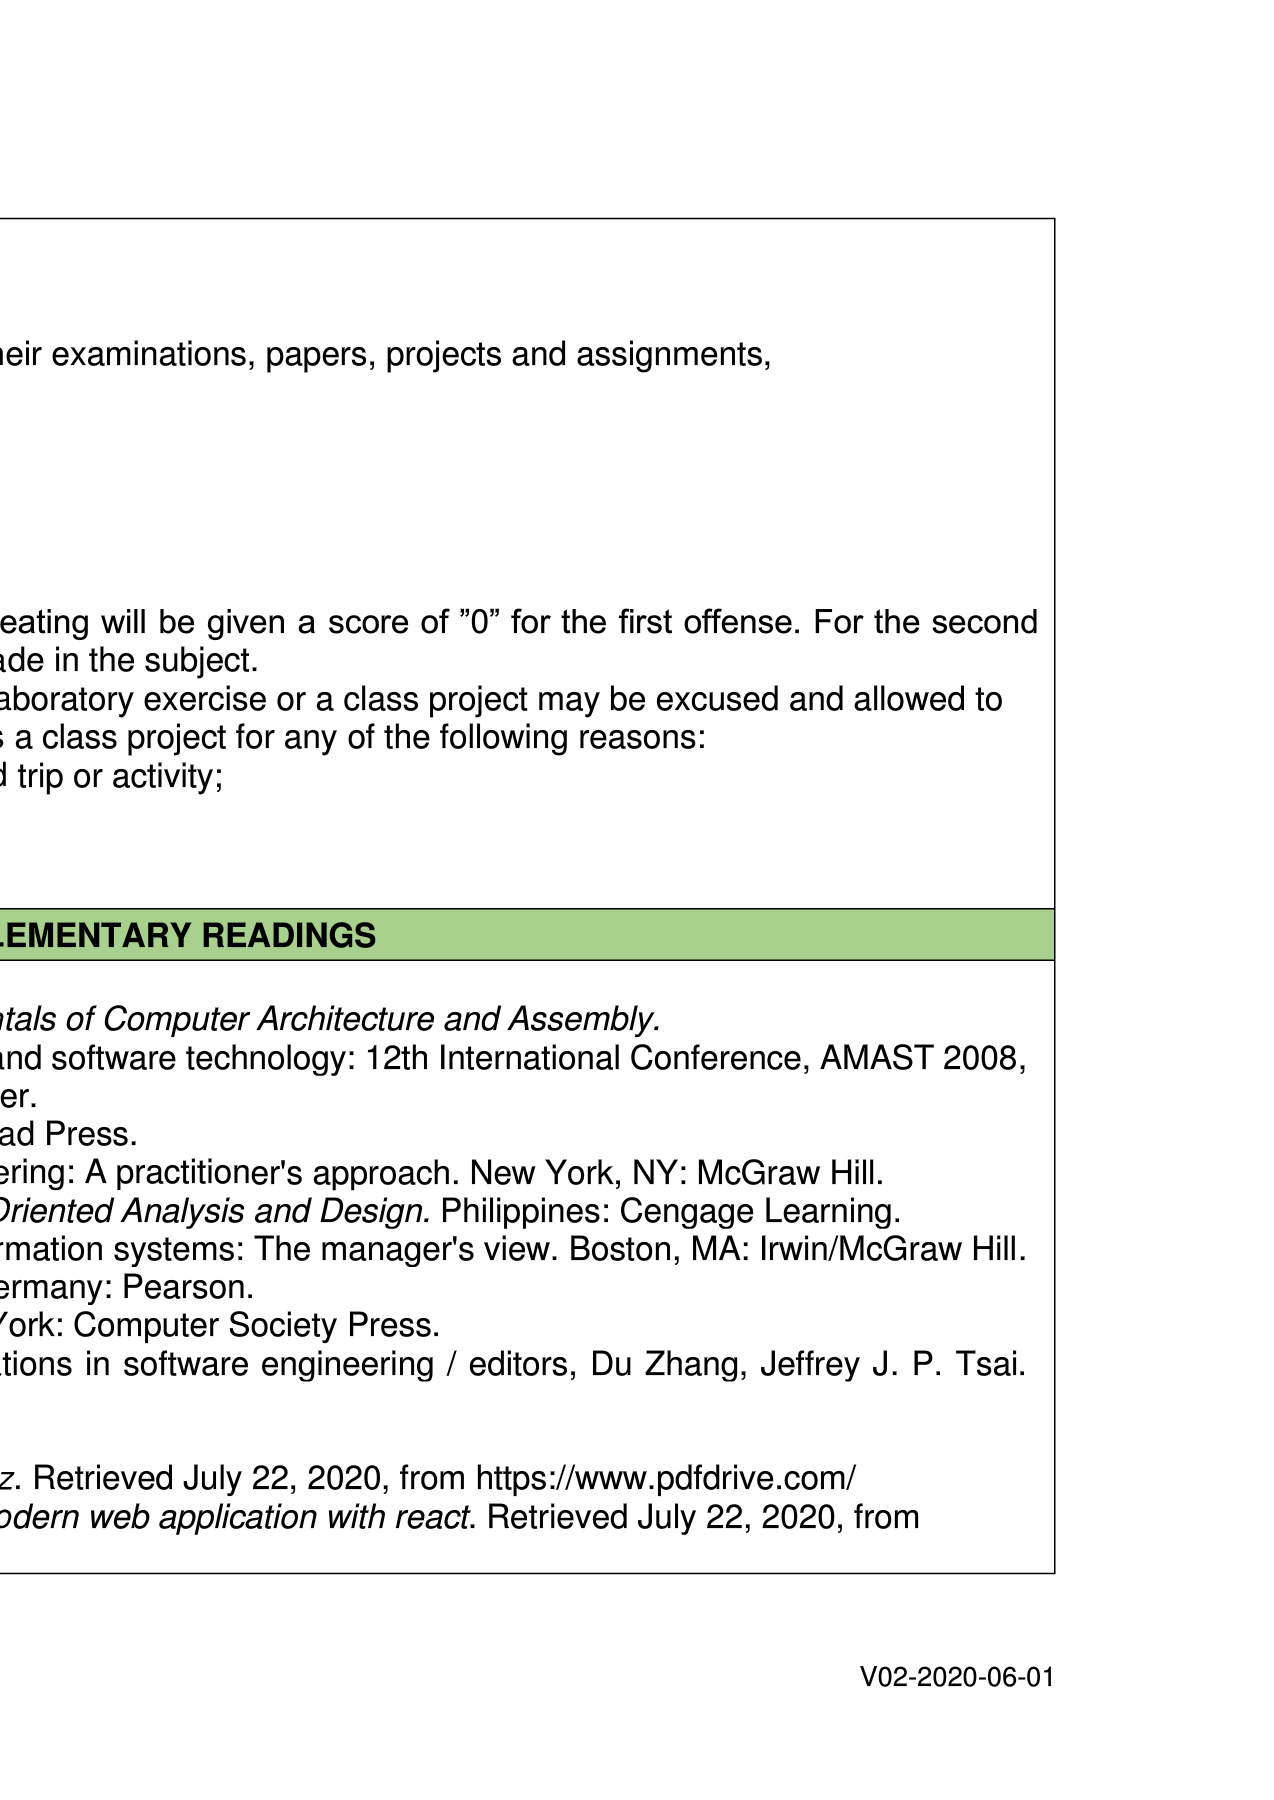 heir examinations, papers, projects and assignments,
eating will be given a score of ”0” for the first offense. For the second
ade in the subject.
aboratory exercise or a class project may be excused and allowed to
s a class project for any of the following reasons:
d trip or activity;
LEMENTARY READINGS
ntals of Computer Architecture and Assembly.
and software technology: 12th International Conference, AMAST 2008,
er.
ad Press.
ering: A practitioner's approach. New York, NY: McGraw Hill.
Oriented Analysis and Design. Philippines: Cengage Learning.
rmation systems: The manager's view. Boston, MA: Irwin/McGraw Hill.
ermany: Pearson.
York: Computer Society Press.
ations in software engineering / editors, Du Zhang, Jeffrey J. P. Tsai.
z. Retrieved July 22, 2020, from https://www.pdfdrive.com/
odern web application with react. Retrieved July 22, 2020, from
V02-2020-06-01